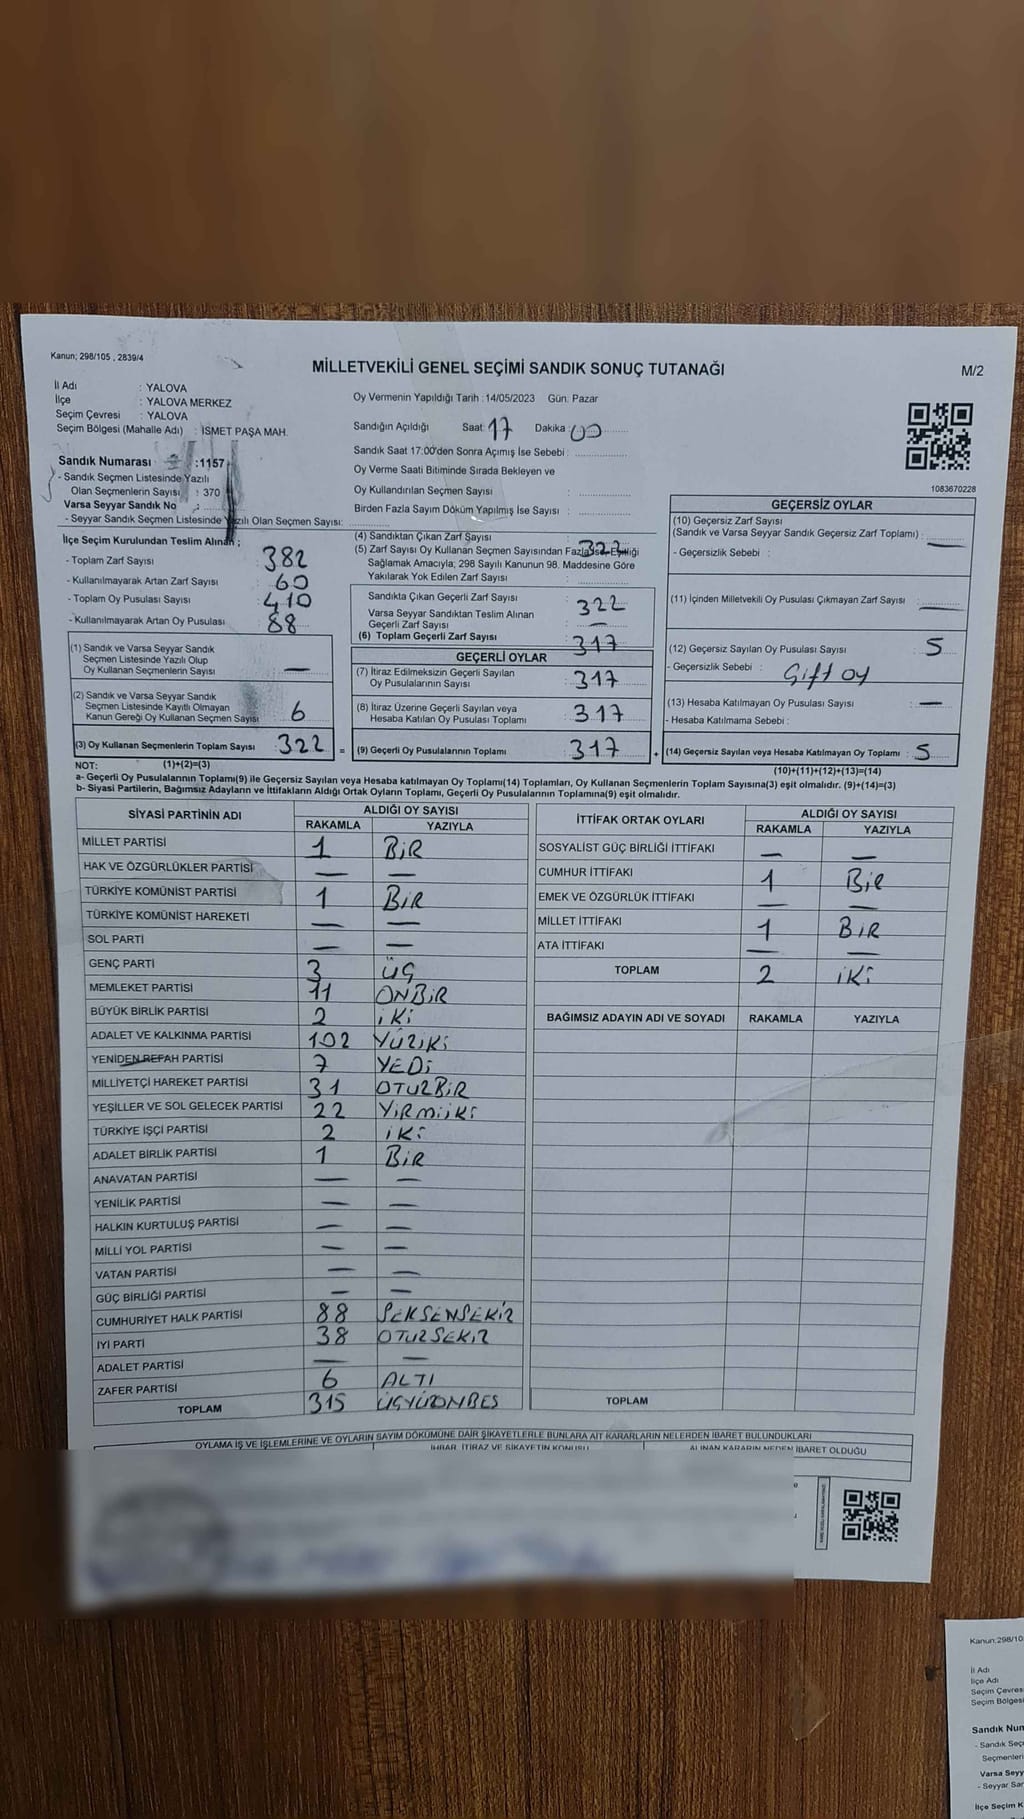 Kanun; 298/105 , 2839/4
MİLLETVEKİLİ GENEL SEÇİMİ SANDIK SONUÇ TUTANAĞI
M/2
İl Adı : YALOVA
İlçe : YALOVA MERKEZ
Seçim Çevresi : YALOVA
Seçim Bölgesi (Mahalle Adı) : İSMET PAŞA MAH.
Sandık Numarası :1157
- Sandık Seçmen Listesinde Yazılı
Olan Seçmenlerin Sayısı : 370
Varsa Seyyar Sandık No :
- Seyyar Sandık Seçmen Listesinde Yazılı Olan Seçmen Sayısı:
Oy Vermenin Yapıldığı Tarih :14/05/2023 Gün: Pazar
Sandığın Açıldığı Saat: 17 Dakika: 00
Sandık Saat 17:00'den Sonra Açımış İse Sebebi :
Oy Verme Saati Bitiminde Sırada Bekleyen ve
Oy Kullandırılan Seçmen Sayısı :
Birden Fazla Sayım Döküm Yapılmış İse Sayısı :
1083670228
İlçe Seçim Kurulundan Teslim Alınan ;
- Toplam Zarf Sayısı 382
- Kullanılmayarak Artan Zarf Sayısı : 60
- Toplam Oy Pusulası Sayısı : 410
- Kullanılmayarak Artan Oy Pusulası : 88
(4) Sandıktan Çıkan Zarf Sayısı : 322
(5) Zarf Sayısı Oy Kullanan Seçmen Sayısından Fazla ise, Eşitliği
Sağlamak Amacıyla; 298 Sayılı Kanunun 98. Maddesine Göre
Yakılarak Yok Edilen Zarf Sayısı :
Sandıkta Çıkan Geçerli Zarf Sayısı : 322
Varsa Seyyar Sandıktan Teslim Alınan
Geçerli Zarf Sayısı : —
(6) Toplam Geçerli Zarf Sayısı : 317
GEÇERSİZ OYLAR
(10) Geçersiz Zarf Sayısı
(Sandık ve Varsa Seyyar Sandık Geçersiz Zarf Toplamı) : —
- Geçersizlik Sebebi :
(11) İçinden Milletvekili Oy Pusulası Çıkmayan Zarf Sayısı : —
(12) Geçersiz Sayılan Oy Pusulası Sayısı : 5
- Geçersizlik Sebebi : Çift oy
(13) Hesaba Katılmayan Oy Pusulası Sayısı : —
- Hesaba Katılmama Sebebi :
(14) Geçersiz Sayılan veya Hesaba Katılmayan Oy Toplamı : 5
(10)+(11)+(12)+(13)=(14)
(1) Sandık ve Varsa Seyyar Sandık
Seçmen Listesinde Yazılı Olup
Oy Kullanan Seçmenlerin Sayısı : —
(2) Sandık ve Varsa Seyyar Sandık
Seçmen Listesinde Kayıtlı Olmayan
Kanun Gereği Oy Kullanan Seçmen Sayısı : 6
(3) Oy Kullanan Seçmenlerin Toplam Sayısı : 322 =
GEÇERLİ OYLAR
(7) İtiraz Edilmeksizin Geçerli Sayılan
Oy Pusulalarının Sayısı : 317
(8) İtiraz Üzerine Geçerli Sayılan veya
Hesaba Katılan Oy Pusulası Toplamı : 317
(9) Geçerli Oy Pusulalarının Toplamı : 317 +
NOT: (1)+(2)=(3)
a- Geçerli Oy Pusulalarının Toplamı(9) ile Geçersiz Sayılan veya Hesaba katılmayan Oy Toplamı(14) Toplamları, Oy Kullanan Seçmenlerin Toplam Sayısına(3) eşit olmalıdır. (9)+(14)=(3)
b- Siyasi Partilerin, Bağımsız Adayların ve İttifakların Aldığı Ortak Oyların Toplamı, Geçerli Oy Pusulalarının Toplamına(9) eşit olmalıdır.
SİYASİ PARTİNİN ADI ALDIĞI OY SAYISI
RAKAMLA YAZIYLA
MİLLET PARTİSİ 1 BİR
HAK VE ÖZGÜRLÜKLER PARTİSİ — —
TÜRKİYE KOMÜNİST PARTİSİ 1 BİR
TÜRKİYE KOMÜNİST HAREKETİ — —
SOL PARTİ — —
GENÇ PARTİ 3 ÜÇ
MEMLEKET PARTİSİ 11 ONBİR
BÜYÜK BİRLİK PARTİSİ 2 İKİ
ADALET VE KALKINMA PARTİSİ 102 YÜZİKİ
YENİDEN REFAH PARTİSİ 7 YEDİ
MİLLİYETÇİ HAREKET PARTİSİ 31 OTUZBİR
YEŞİLLER VE SOL GELECEK PARTİSİ 22 YİRMİİKİ
TÜRKİYE İŞÇİ PARTİSİ 2 İKİ
ADALET BİRLİK PARTİSİ 1 BİR
ANAVATAN PARTİSİ — —
YENİLİK PARTİSİ — —
HALKIN KURTULUŞ PARTİSİ — —
MİLLİ YOL PARTİSİ — —
VATAN PARTİSİ — —
GÜÇ BİRLİĞİ PARTİSİ — —
CUMHURİYET HALK PARTİSİ 88 SEKSENSEKİZ
İYİ PARTİ 38 OTUZSEKİZ
ADALET PARTİSİ — —
ZAFER PARTİSİ 6 ALTI
TOPLAM 315 ÜÇYÜZONBEŞ
İTTİFAK ORTAK OYLARI ALDIĞI OY SAYISI
RAKAMLA YAZIYLA
SOSYALİST GÜÇ BİRLİĞİ İTTİFAKI — —
CUMHUR İTTİFAKI 1 BİR
EMEK VE ÖZGÜRLÜK İTTİFAKI — —
MİLLET İTTİFAKI 1 BİR
ATA İTTİFAKI — —
TOPLAM 2 İKİ
BAĞIMSIZ ADAYIN ADI VE SOYADI RAKAMLA YAZIYLA
TOPLAM
OYLAMA İŞ VE İŞLEMLERİNE VE OYLARIN SAYIM DÖKÜMÜNE DAİR ŞİKAYETLERLE BUNLARA AİT KARARLARIN NELERDEN İBARET BULUNDUKLARI
İHBAR, İTİRAZ VE ŞİKAYETİN KONUSU ALINAN KARARIN NEDEN İBARET OLDUĞU
Kanun;298/10
İl Adı
İlçe Adı
Seçim Çevres
Seçim Bölges
Sandık Num
- Sandık Seç
Seçmenleri
Varsa Seyy
- Seyyar San
İlçe Seçim K